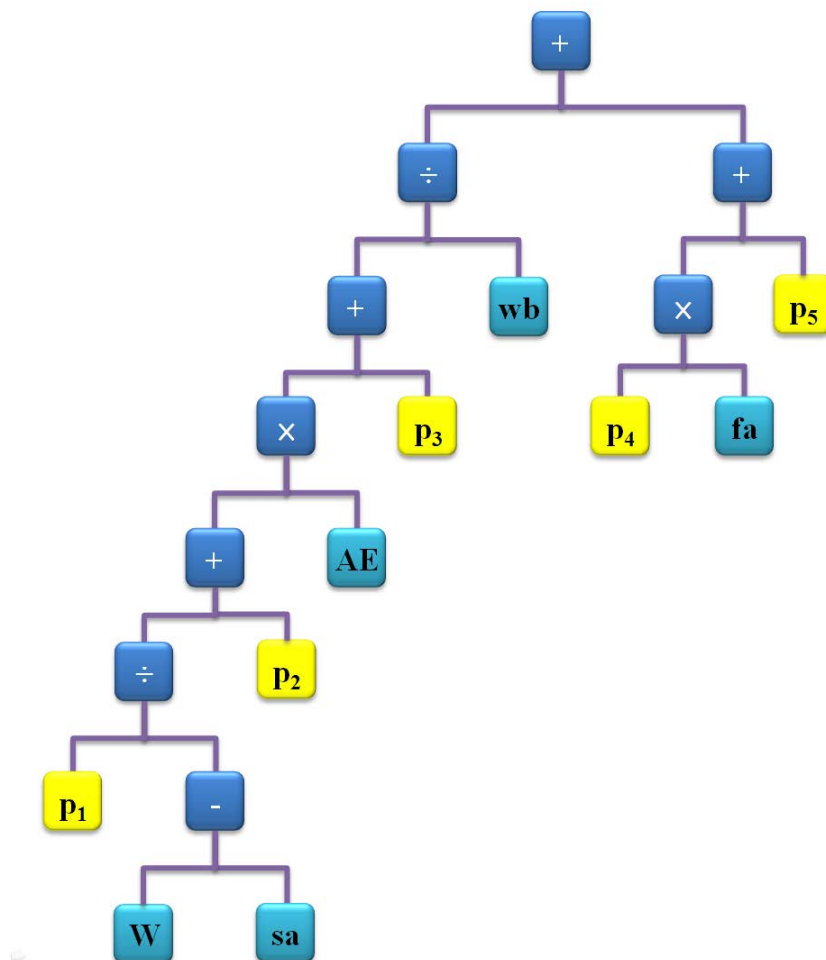 +
÷ +
+ wb x p₅
x p₃ p₄ fa
+ AE
÷ p₂
p₁ -
W sa